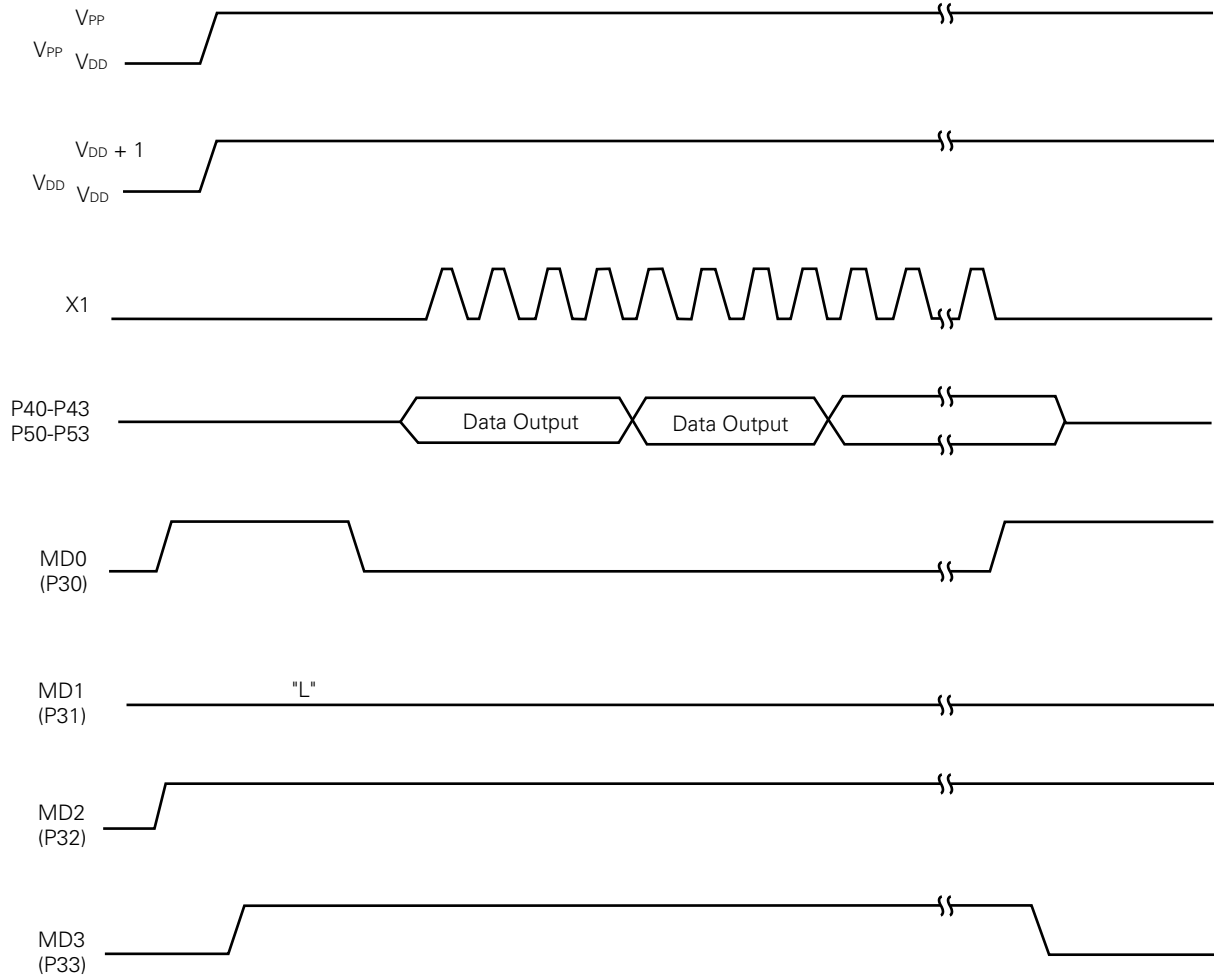 VPP
VPP VDD
VDD + 1
VDD VDD
X1
P40-P43
P50-P53
Data Output Data Output
MD0
(P30)
MD1
(P31)
"L"
MD2
(P32)
MD3
(P33)